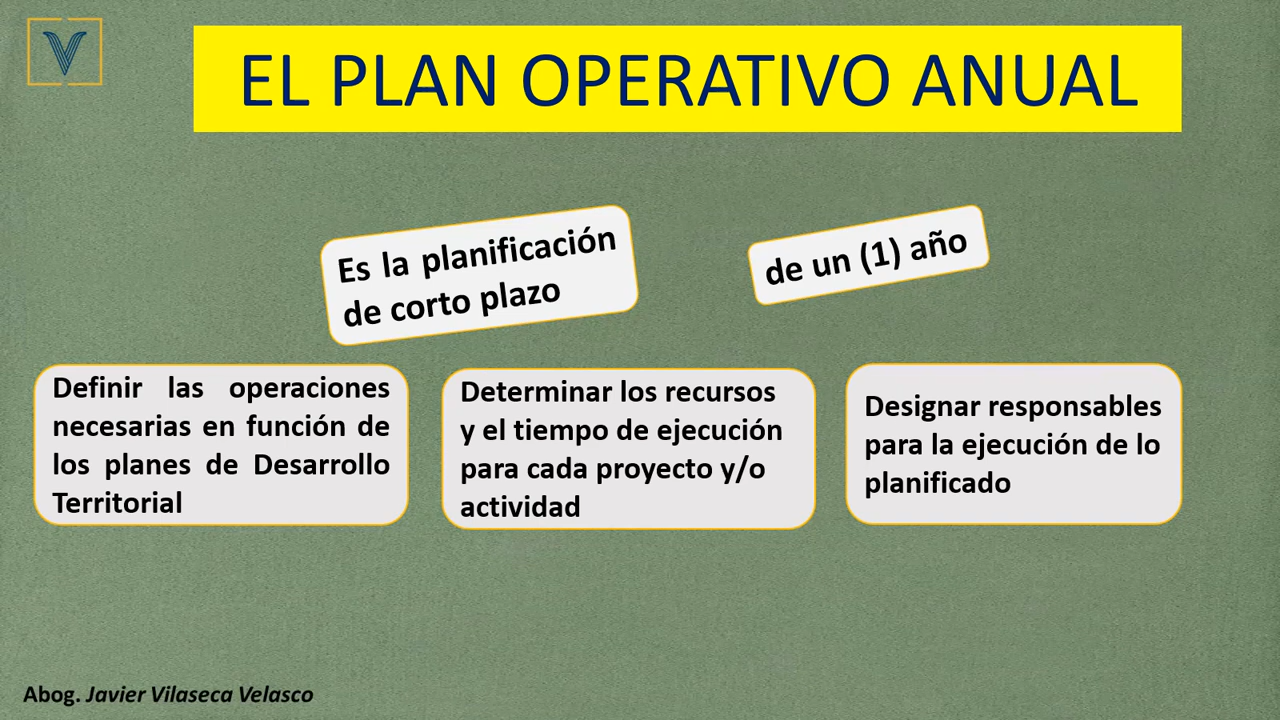 V
EL PLAN OPERATIVO ANUAL
Es la planificación
de corto plazo
de un (1) año
Definir las operaciones
necesarias en función de
los planes de Desarrollo
Territorial
Determinar los recursos
y el tiempo de ejecución
para cada proyecto y/o
actividad
Designar responsables
para la ejecución de lo
planificado
Abog. Javier Vilaseca Velasco